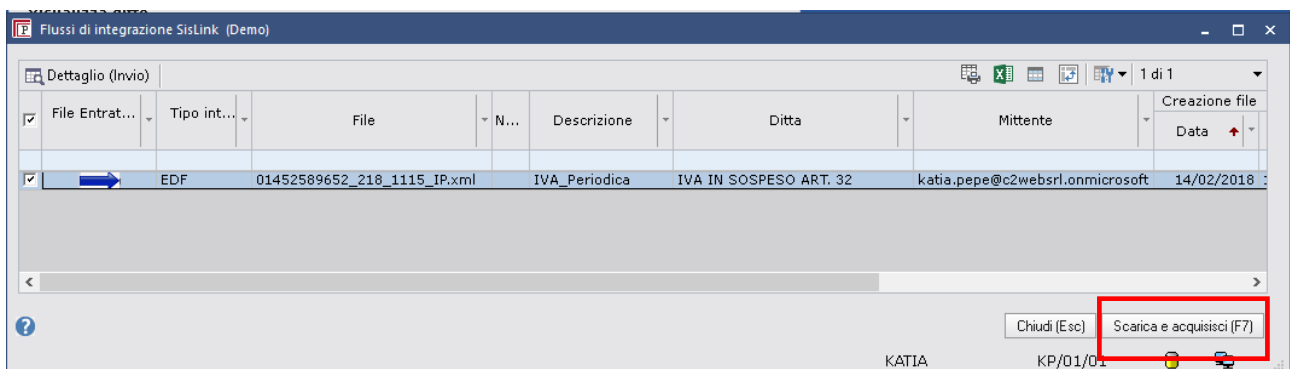 Flussi di integrazione SisLink (Demo)
Dettaglio (Invio)
1 di 1
File Entrat...
Tipo int...
File
N...
Descrizione
Ditta
Mittente
Creazione file
Data
EDF 01452589652_218_1115_IP.xml IVA_Periodica IVA IN SOSPESO ART. 32 katia.pepe@c2websrl.onmicrosoft 14/02/2018
Chiudi (Esc)
Scarica e acquisisci (F7)
KATIA KP/01/01